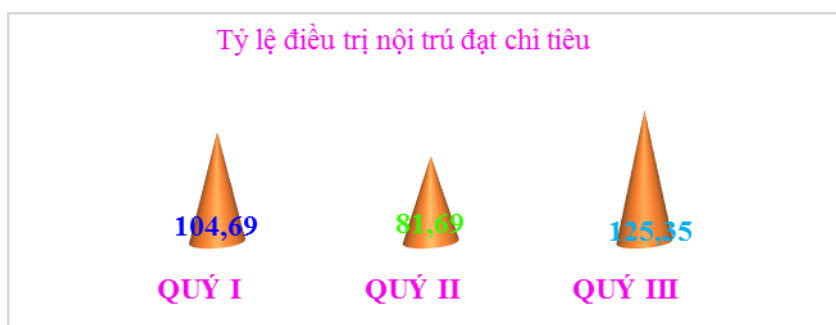 Tỷ lệ điều trị nội trú đạt chỉ tiêu
104,69 81,69 125,35
QUÝ I QUÝ II QUÝ III